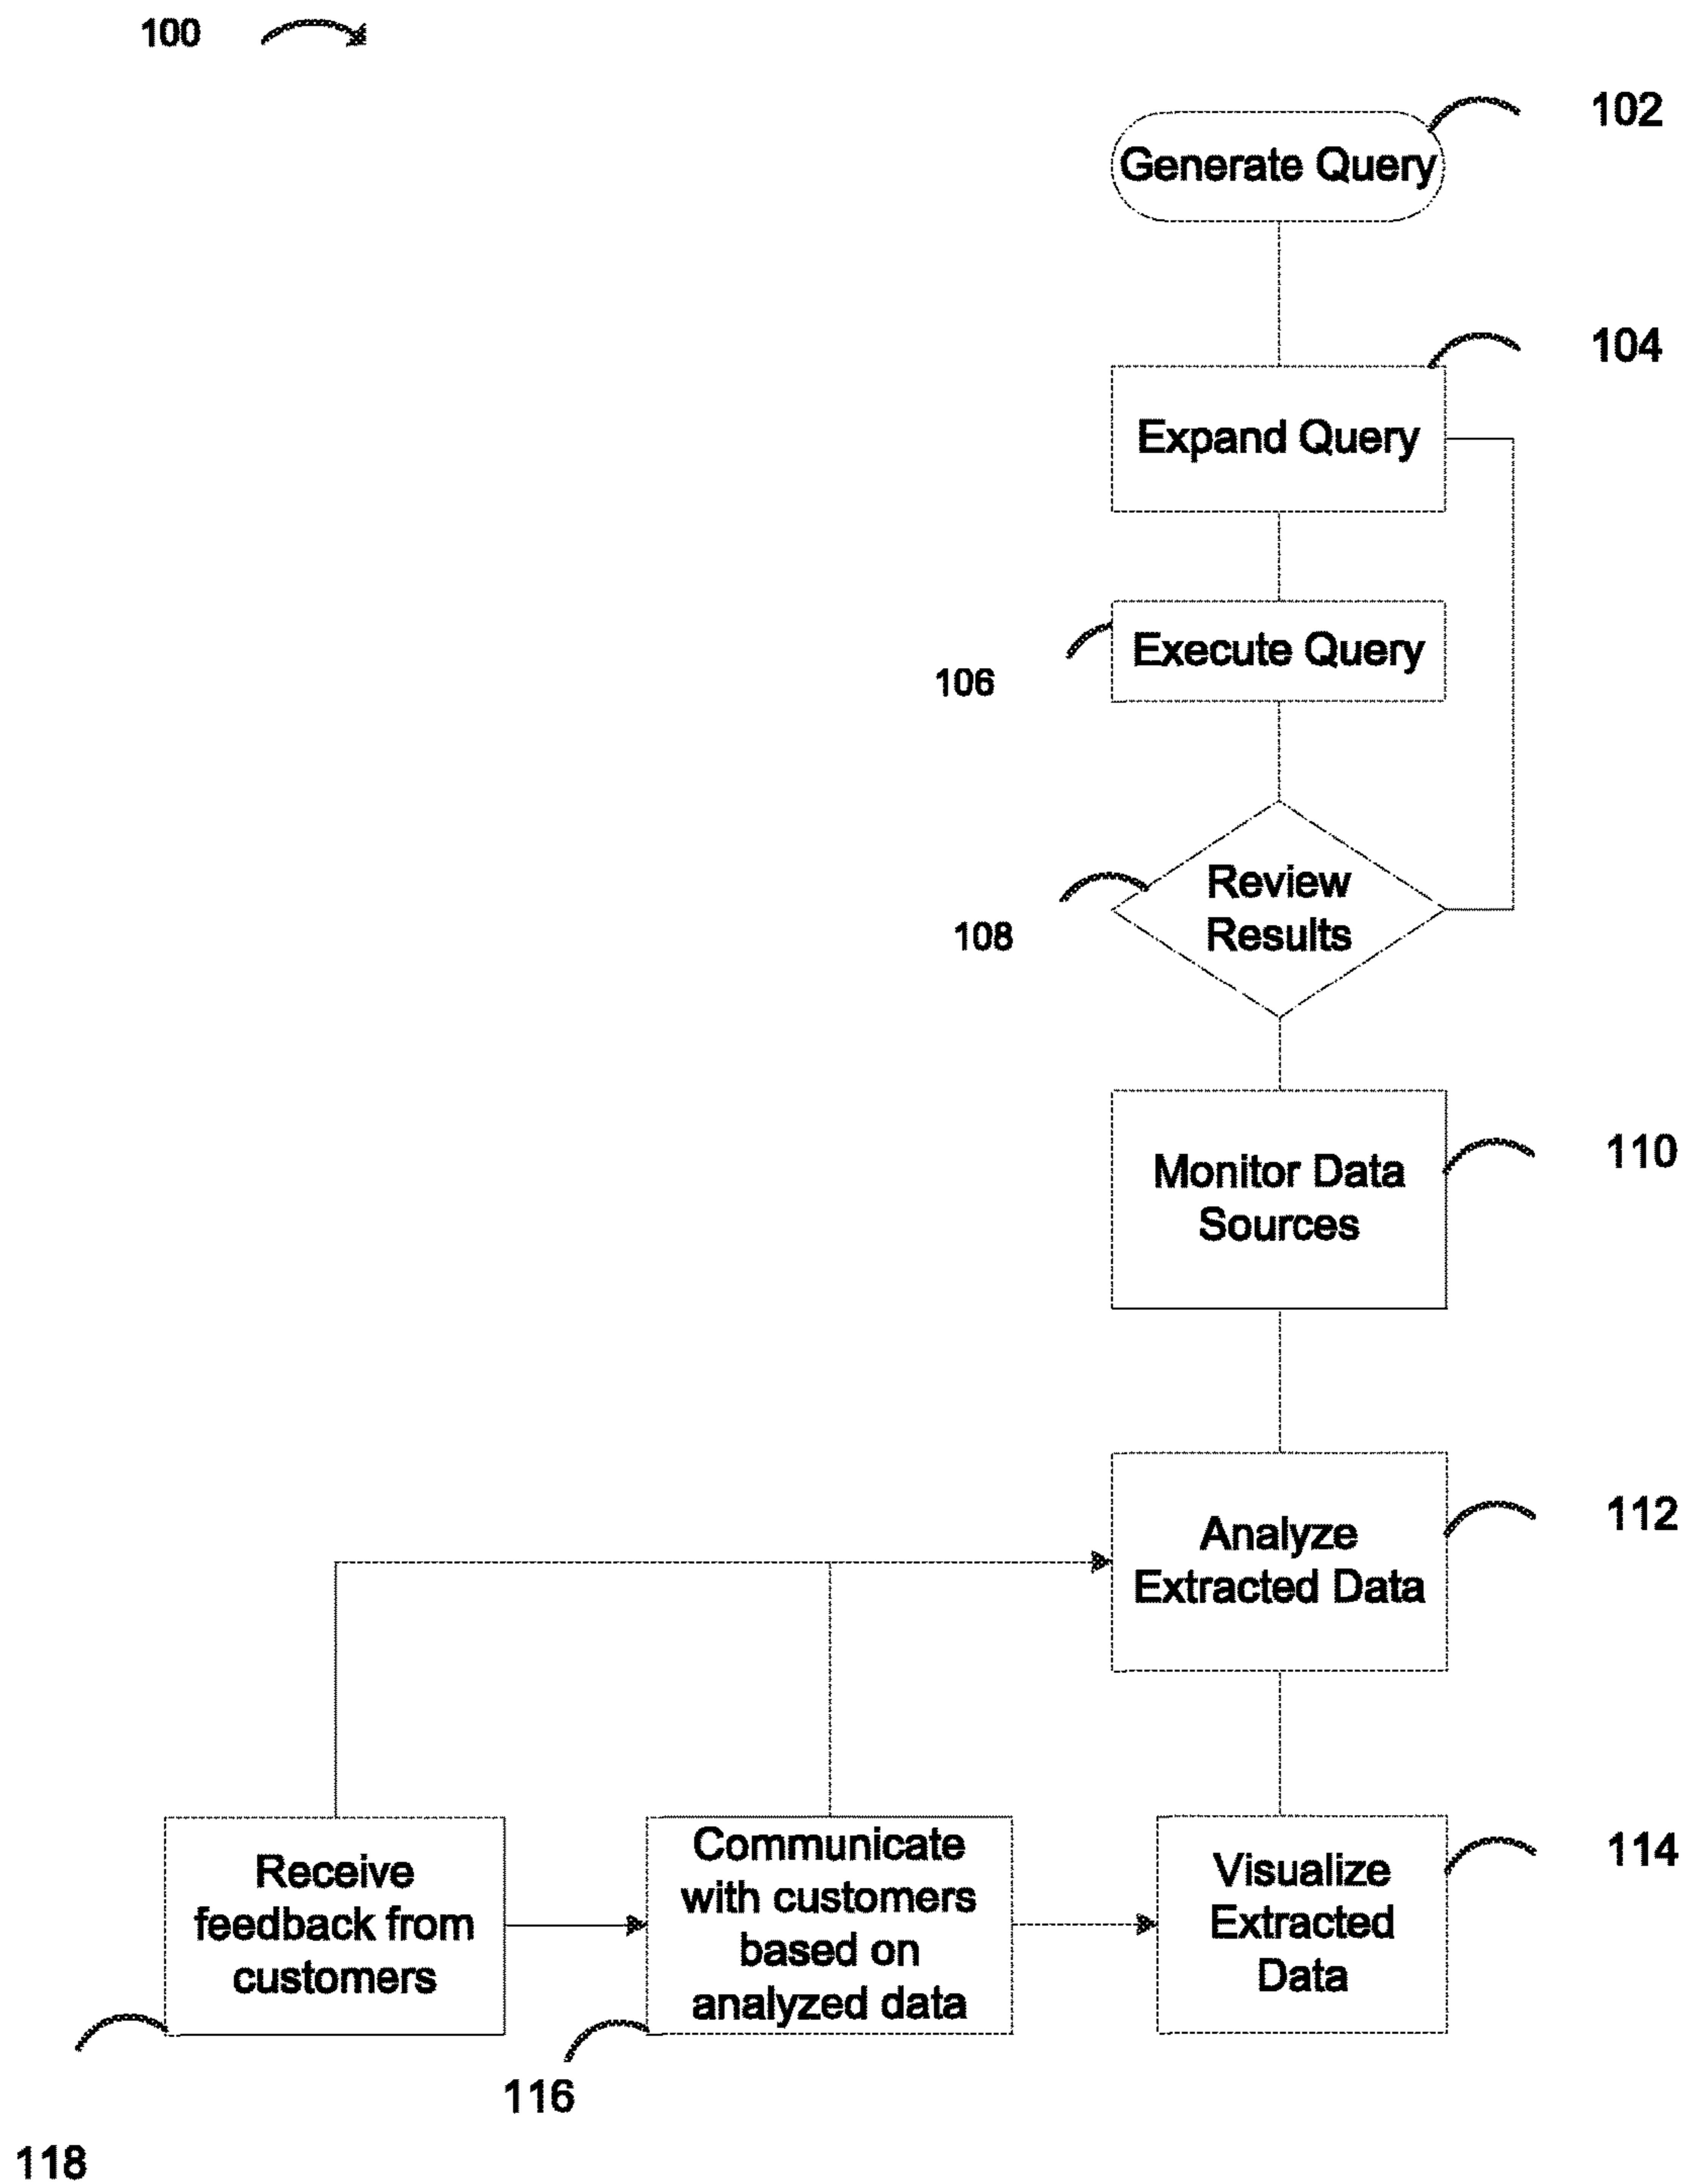 100
102
Generate Query
104
Expand Query
Execute Query
106
Review
Results
108
110
Monitor Data
Sources
112
Analyze
Extracted Data
114
Receive
feedback from
customers
Communicate
with customers
based on
analyzed data
Visualize
Extracted
Data
116
118